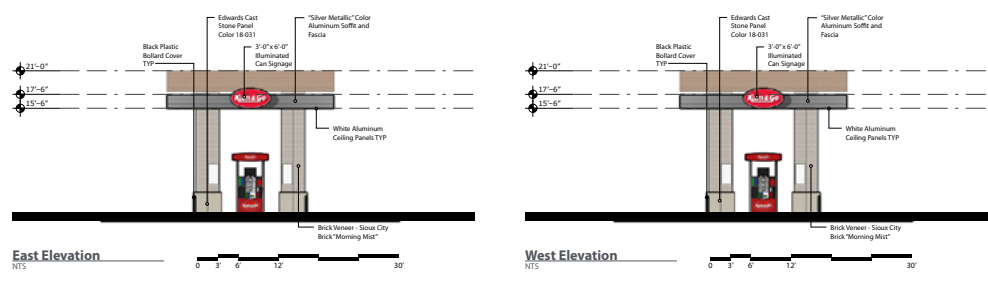 Edwards Cast
Stone Panel
Color 18-031
"Silver Metallic" Color
Aluminum Soffit and
Fascia
Black Plastic
Bollard Cover
TYP
3'-0" x 6'-0"
Illuminated
Can Signage
21'-0"
17'-6"
15'-6"
Kum & Go
White Aluminum
Ceiling Panels TYP
Brick Veneer - Sioux City
Brick "Morning Mist"
East Elevation
NTS
0 3' 6' 12' 30'
Edwards Cast
Stone Panel
Color 18-031
"Silver Metallic" Color
Aluminum Soffit and
Fascia
Black Plastic
Bollard Cover
TYP
3'-0" x 6'-0"
Illuminated
Can Signage
21'-0"
17'-6"
15'-6"
Kum & Go
White Aluminum
Ceiling Panels TYP
Brick Veneer - Sioux City
Brick "Morning Mist"
West Elevation
NTS
0 3' 6' 12' 30'